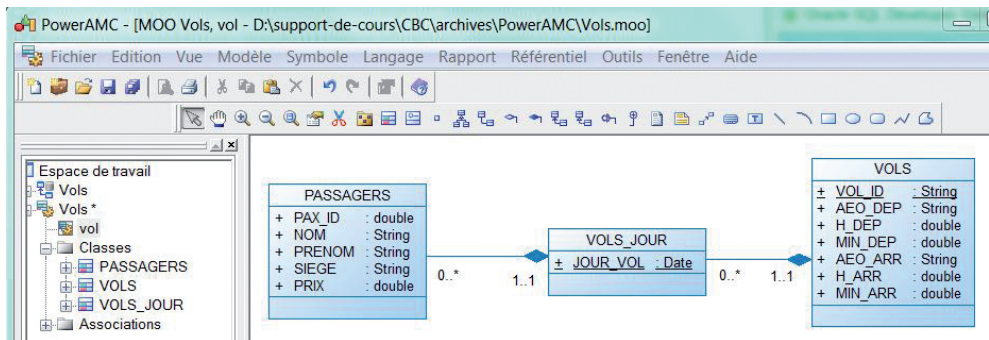 PowerAMC - [MOO Vols, vol - D:\support-de-cours\CBC\archives\PowerAMC\Vols.moo]
Fichier Edition Vue Modèle Symbole Langage Rapport Référentiel Outils Fenêtre Aide
Espace de travail
Vols
Vols *
vol
Classes
PASSAGERS
VOLS
VOLS_JOUR
Associations
PASSAGERS
+ PAX_ID : double
+ NOM : String
+ PRENOM : String
+ SIEGE : String
+ PRIX : double
0..*
1..1
VOLS_JOUR
+ JOUR_VOL : Date
0..*
1..1
VOLS
+ VOL_ID : String
+ AEO_DEP : String
+ H_DEP : double
+ MIN_DEP : double
+ AEO_ARR : String
+ H_ARR : double
+ MIN_ARR : double